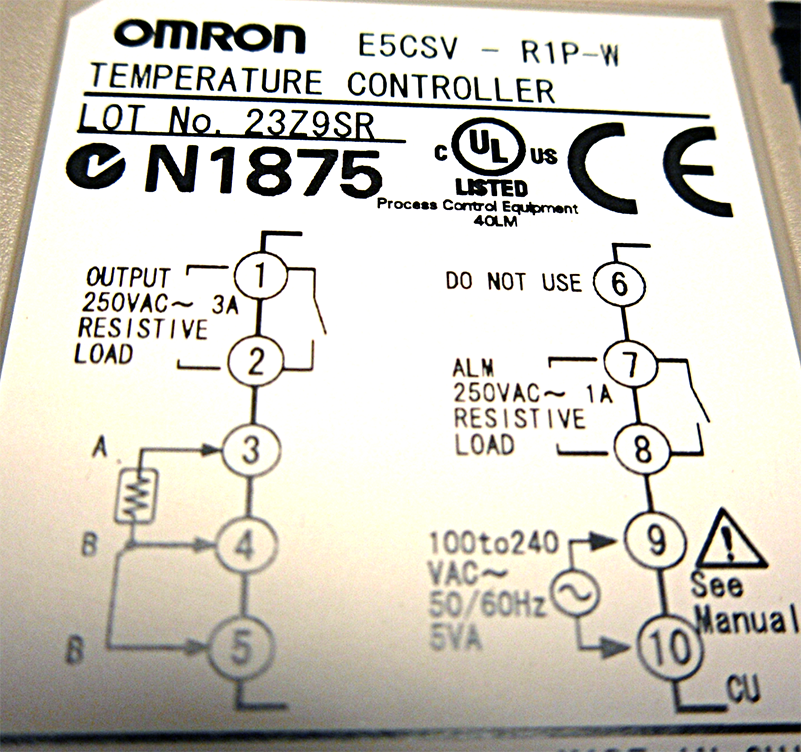 OMRON E5CSV - R1P-W
TEMPERATURE CONTROLLER
LOT No. 23Z9SR
N1875
C UL US
LISTED
Process Control Equipment
40LM
CE
OUTPUT
250VAC~ 3A
RESISTIVE
LOAD
1
2
A
3
B
4
B
5
DO NOT USE 6
ALM
250VAC~ 1A
RESISTIVE
LOAD
7
8
100to240
VAC~
50/60Hz
5VA
9
10
!
See
Manual
CU